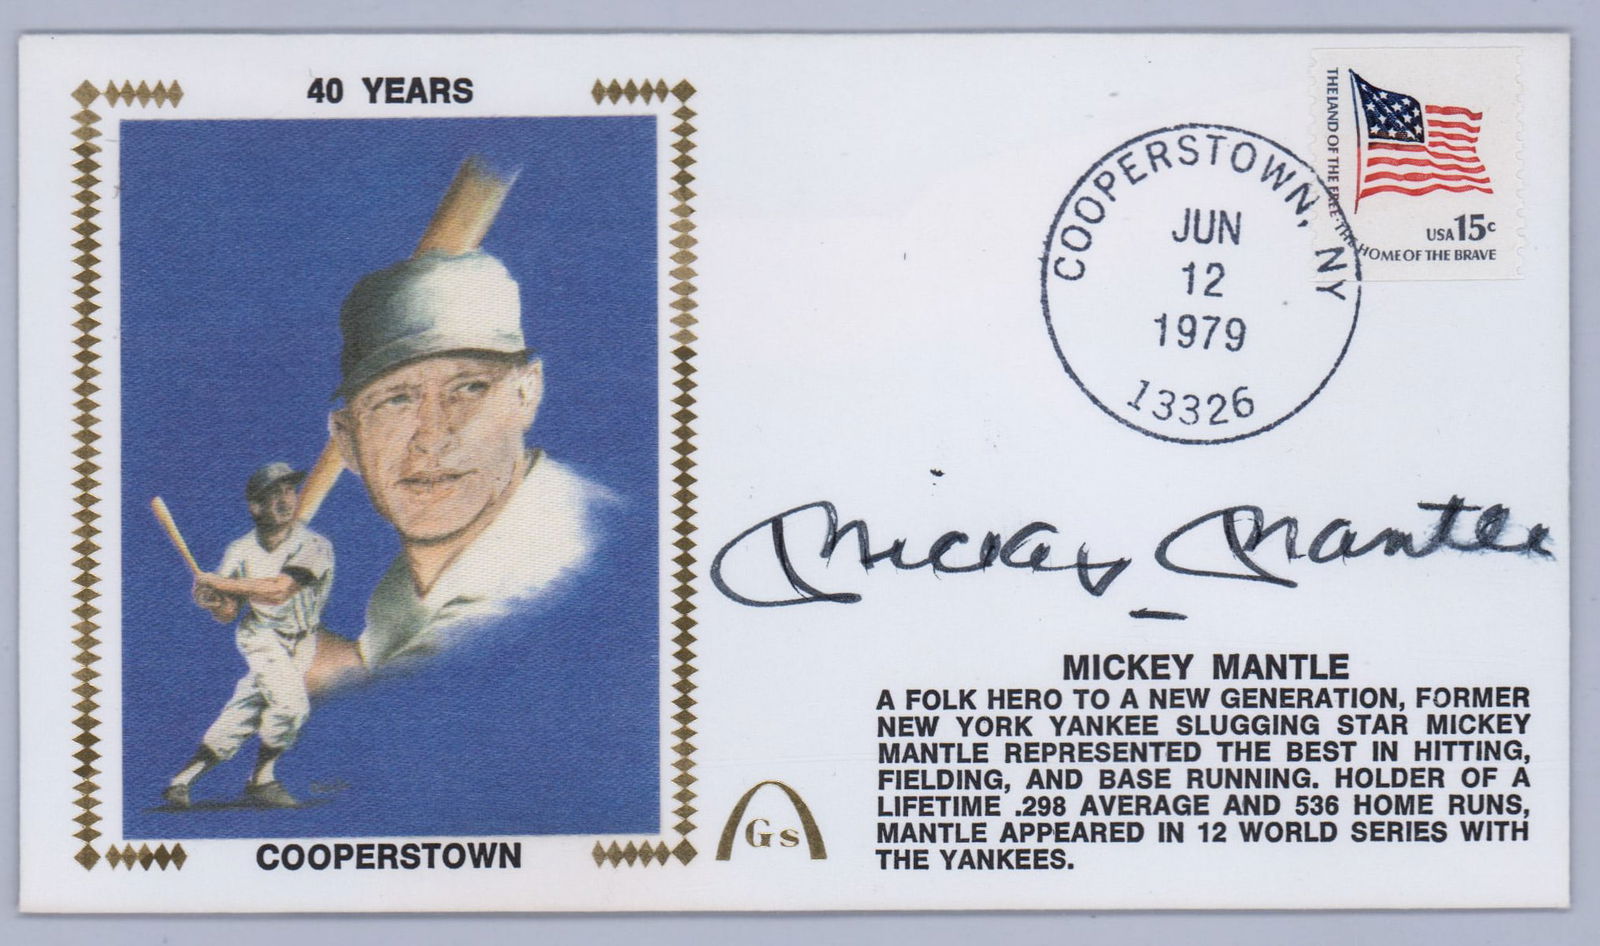 40 YEARS
COOPERSTOWN
THE LAND OF THE FREE·THE HOME OF THE BRAVE
USA 15c
COOPERSTOWN, NY
JUN
12
1979
13326
Mickey Mantle
MICKEY MANTLE
A FOLK HERO TO A NEW GENERATION, FORMER
NEW YORK YANKEE SLUGGING STAR MICKEY
MANTLE REPRESENTED THE BEST IN HITTING,
FIELDING, AND BASE RUNNING. HOLDER OF A
LIFETIME .298 AVERAGE AND 536 HOME RUNS,
MANTLE APPEARED IN 12 WORLD SERIES WITH
THE YANKEES.
Gs